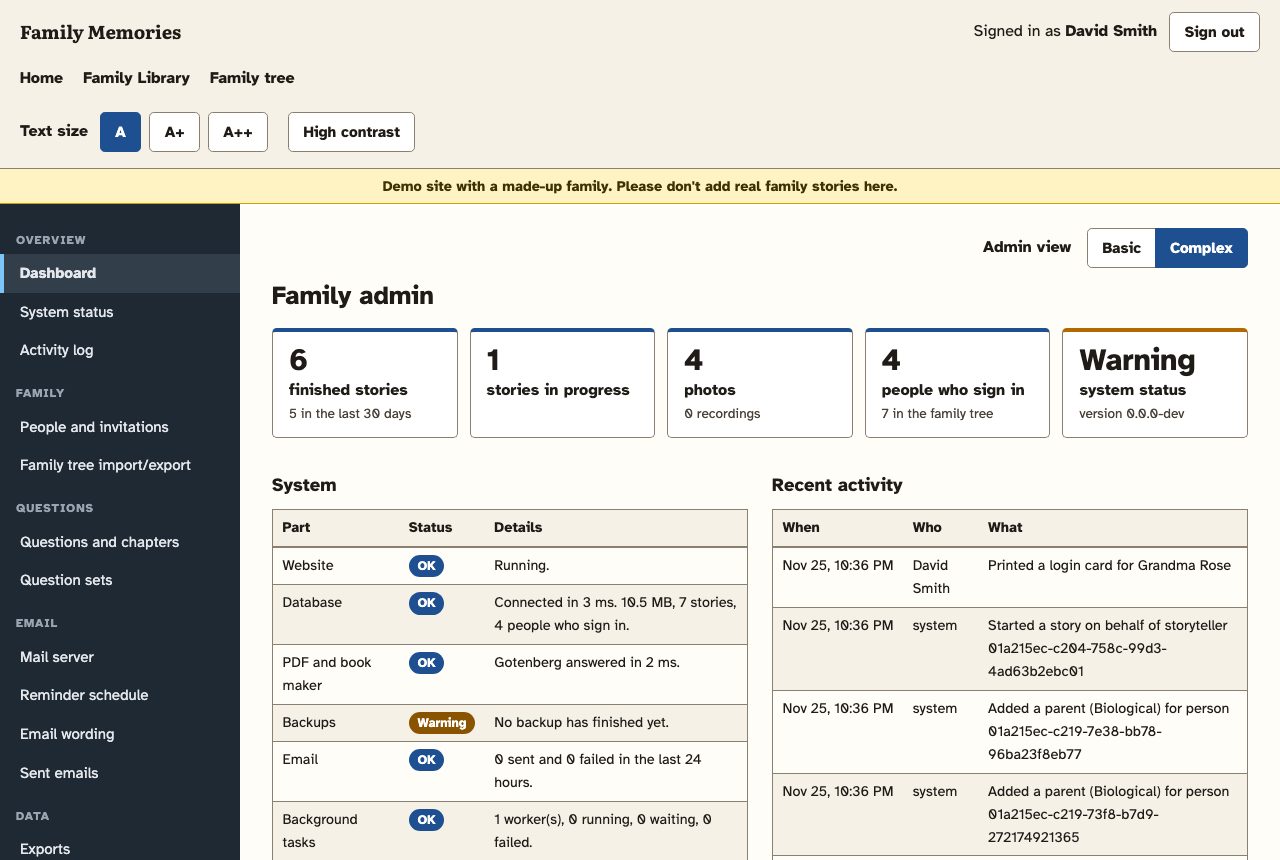 Family Memories
Signed in as David Smith
Sign out
Home
Family Library
Family tree
Text size
A
A+
A++
High contrast
Demo site with a made-up family. Please don't add real family stories here.
OVERVIEW
Dashboard
System status
Activity log
FAMILY
People and invitations
Family tree import/export
QUESTIONS
Questions and chapters
Question sets
EMAIL
Mail server
Reminder schedule
Email wording
Sent emails
DATA
Exports
Admin view
Basic
Complex
Family admin
6
finished stories
5 in the last 30 days
1
stories in progress
4
photos
0 recordings
4
people who sign in
7 in the family tree
Warning
system status
version 0.0.0-dev
System
Part Status Details
Website OK Running.
Database OK Connected in 3 ms. 10.5 MB, 7 stories,
4 people who sign in.
PDF and book OK Gotenberg answered in 2 ms.
maker
Backups Warning No backup has finished yet.
Email OK 0 sent and 0 failed in the last 24
hours.
Background OK 1 worker(s), 0 running, 0 waiting, 0
tasks failed.
Recent activity
When Who What
Nov 25, 10:36 PM David Printed a login card for Grandma Rose
Smith
Nov 25, 10:36 PM system Started a story on behalf of storyteller
01a215ec-c204-758c-99d3-
4ad63b2ebc01
Nov 25, 10:36 PM system Added a parent (Biological) for person
01a215ec-c219-7e38-bb78-
96ba23f8eb77
Nov 25, 10:36 PM system Added a parent (Biological) for person
01a215ec-c219-73f8-b7d9-
272174921365